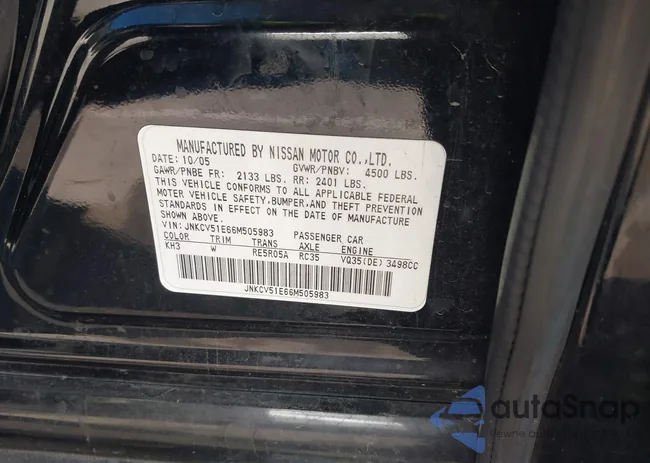 MANUFACTURED BY NISSAN MOTOR CO.,LTD.
DATE: 10/05 GVWR/PNBV: 4500 LBS.
GAWR/PNBE FR: 2133 LBS. RR: 2401 LBS.
THIS VEHICLE CONFORMS TO ALL APPLICABLE FEDERAL
MOTOR VEHICLE SAFETY, BUMPER, AND THEFT PREVENTION
STANDARDS IN EFFECT ON THE DATE OF MANUFACTURE
SHOWN ABOVE.
VIN: JNKCV51E66M505983 PASSENGER CAR
COLOR TRIM TRANS AXLE ENGINE
KH3 W RE5R05A RC35 VQ35(DE) 3498CC
JNKCV51E66M505983
autoSnap